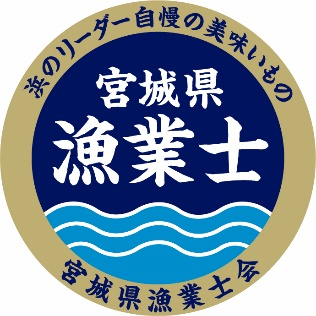 浜のリーダー自慢の美味いもの
宮城県
漁業士
宮城県漁業士会